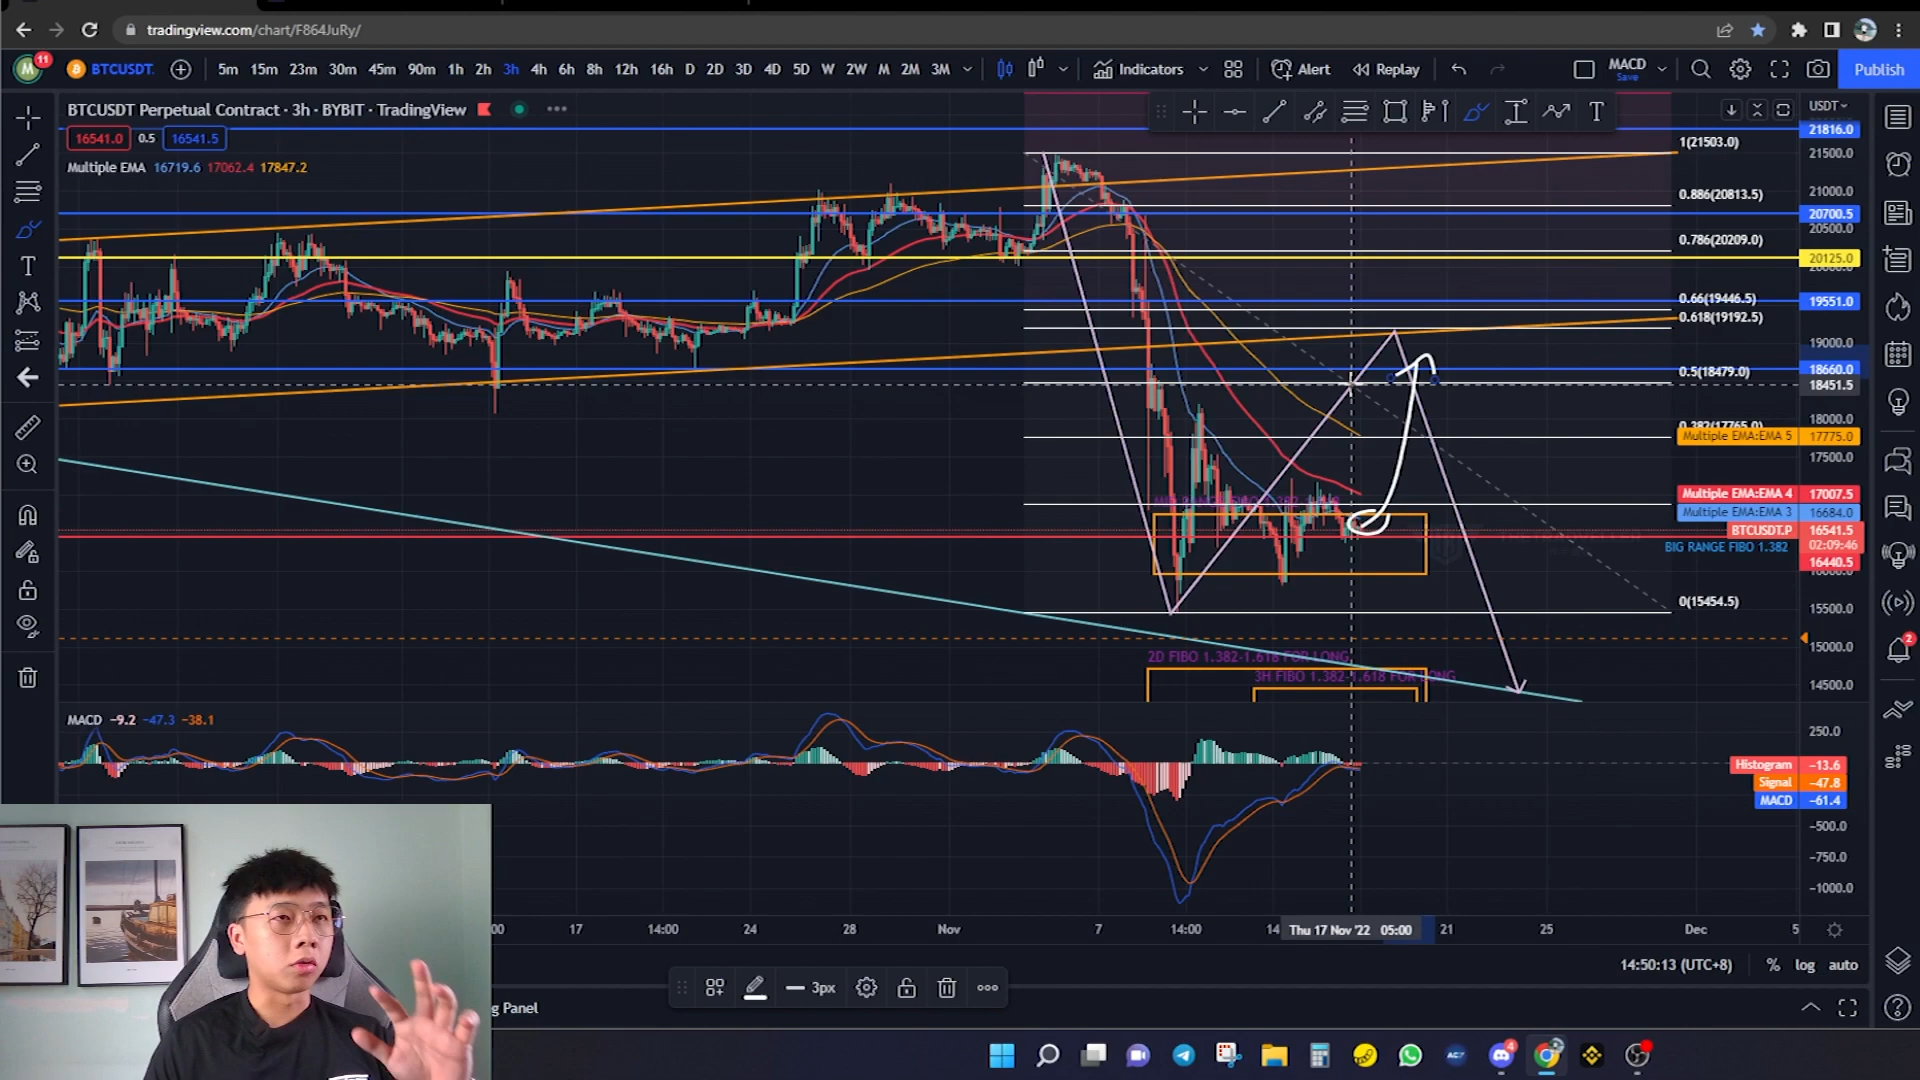 tradingview.com/chart/F864JuRy/
M 11 BTCUSDT 5m 15m 23m 30m 45m 90m 1h 2h 3h 4h 6h 8h 12h 16h D 2D 3D 4D 5D W 2W M 2M 3M Indicators Alert Replay MACD Save Publish
BTCUSDT Perpetual Contract · 3h · BYBIT · TradingView
USDT
16541.0 0.5 16541.5
Multiple EMA 16719.6 17062.4 17847.2
T
T
21816.0
1(21503.0)
21500.0
0.886(20813.5)
21000.0
20700.5
20500.0
0.786(20209.0)
20125.0
0.66(19446.5)
19551.0
0.618(19192.5)
19000.0
18660.0
0.5(18479.0)
18451.5
18000.0
0.382(17765.0)
Multiple EMA:EMA 5 17775.0
17500.0
Multiple EMA:EMA 4 17007.5
Multiple EMA:EMA 3 16684.0
BTCUSDT.P 16541.5
02:09:46
BIG RANGE FIBO 1.382
16440.5
0(15454.5)
15500.0
15000.0
2D FIBO 1.382-1.618 FOR LONG
3H FIBO 1.382-1.618 FOR LONG
14500.0
2
MACD −9.2 −47.3 −38.1
250.0
Histogram −13.6
Signal −47.8
MACD −61.4
−500.0
−750.0
−1000.0
17 14:00 24 28 Nov 7 14:00 14 Thu 17 Nov '22 05:00 21 25 Dec 5
14:50:13 (UTC+8) % log auto
3px
g Panel
4